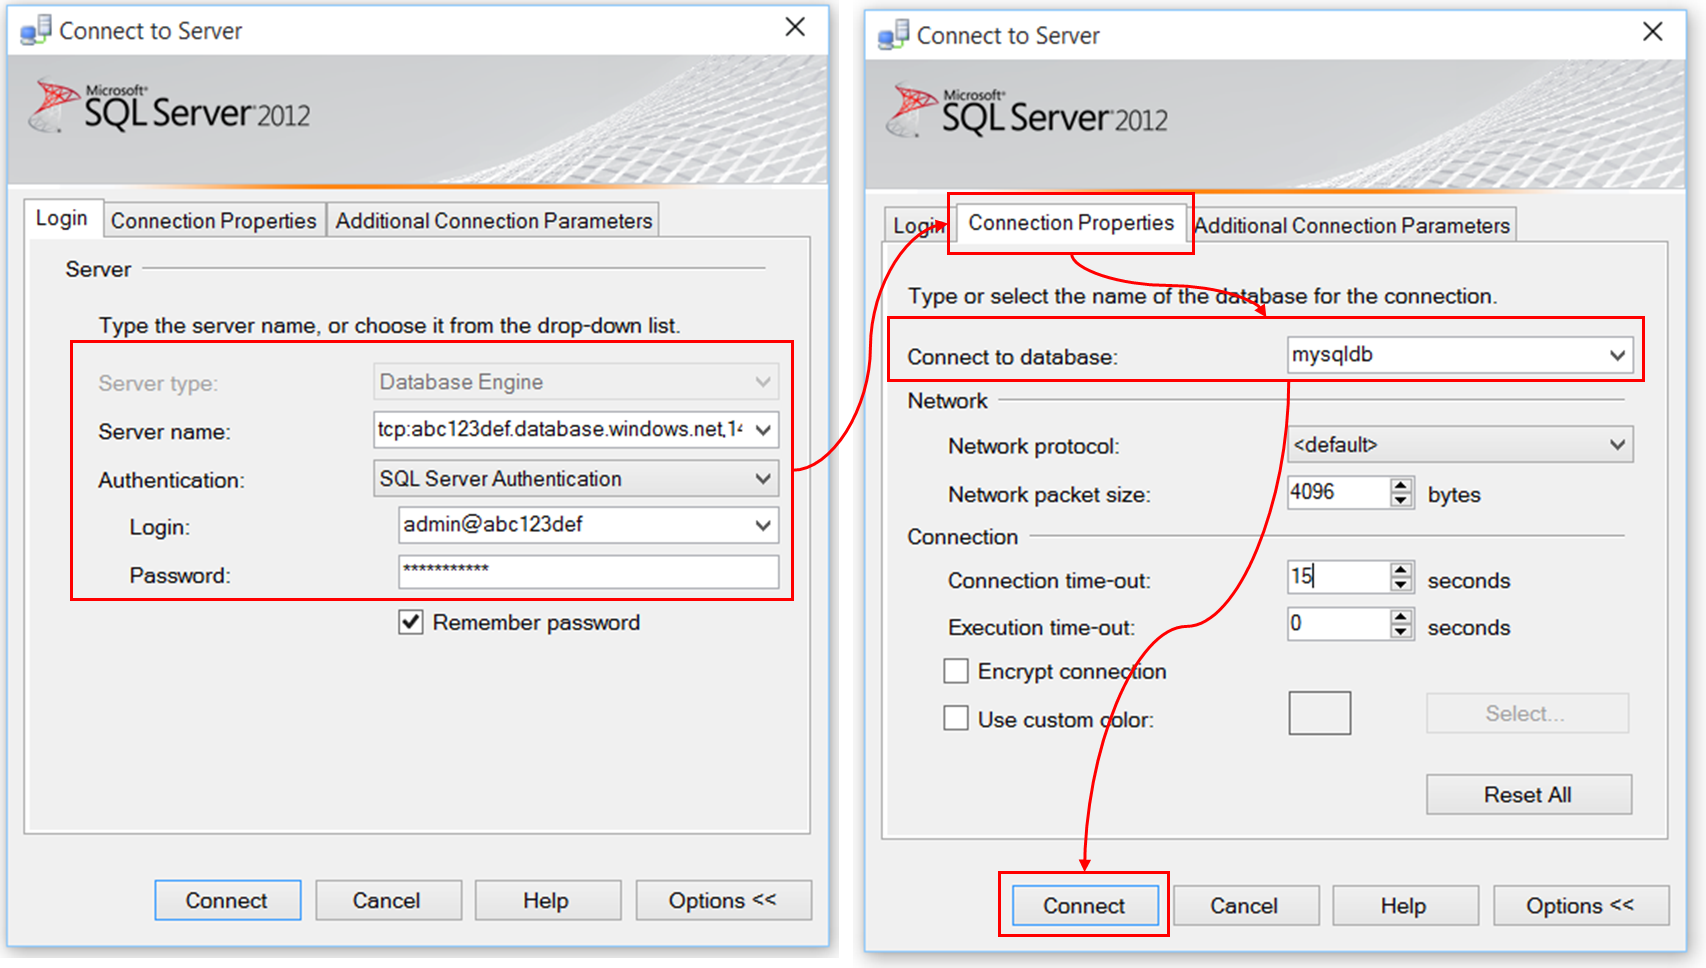 Connect to Server
Microsoft®
SQL Server® 2012
Login
Connection Properties
Additional Connection Parameters
Server
Type the server name, or choose it from the drop-down list.
Server type:
Database Engine
Server name:
tcp:abc123def.database.windows.net,14
Authentication:
SQL Server Authentication
Login:
admin@abc123def
Password:
***********
Remember password
Connect
Cancel
Help
Options <<
Connect to Server
Microsoft®
SQL Server® 2012
Login
Connection Properties
Additional Connection Parameters
Type or select the name of the database for the connection.
Connect to database:
mysqldb
Network
Network protocol:
<default>
Network packet size:
4096
bytes
Connection
Connection time-out:
15
seconds
Execution time-out:
0
seconds
Encrypt connection
Use custom color:
Select...
Reset All
Connect
Cancel
Help
Options <<